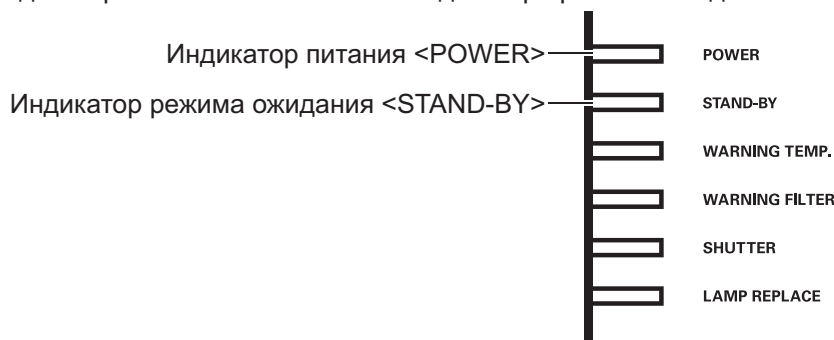 Индикатор питания <POWER>
POWER
Индикатор режима ожидания <STAND-BY>
STAND-BY
WARNING TEMP.
WARNING FILTER
SHUTTER
LAMP REPLACE